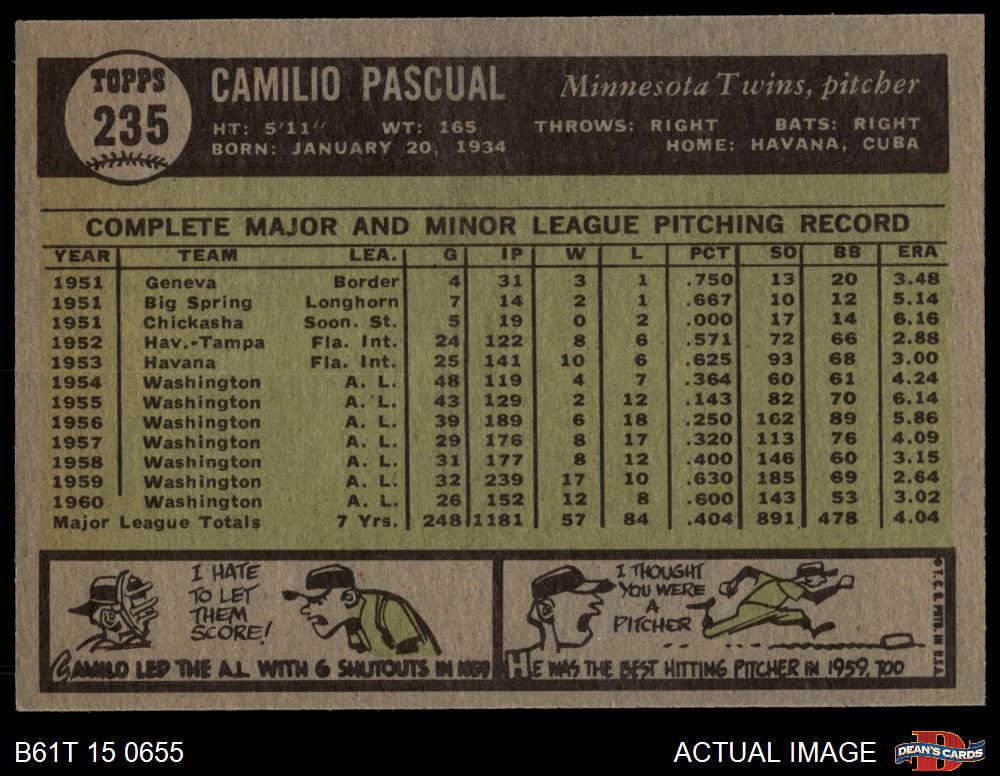 TOPPS
235
CAMILIO PASCUAL
Minnesota Twins, pitcher
HT: 5'11" WT: 165 THROWS: RIGHT BATS: RIGHT
BORN: JANUARY 20, 1934 HOME: HAVANA, CUBA
COMPLETE MAJOR AND MINOR LEAGUE PITCHING RECORD
YEAR TEAM LEA. G IP W L PCT SO BB ERA
1951 Geneva Border 4 31 3 1 .750 13 20 3.48
1951 Big Spring Longhorn 7 14 2 1 .667 10 12 5.14
1951 Chickasha Soon. St. 5 19 0 2 .000 17 14 6.16
1952 Hav.-Tampa Fla. Int. 24 122 8 6 .571 72 66 2.88
1953 Havana Fla. Int. 25 141 10 6 .625 93 68 3.00
1954 Washington A. L. 48 119 4 7 .364 60 61 4.24
1955 Washington A. L. 43 129 2 12 .143 82 70 6.14
1956 Washington A. L. 39 189 6 18 .250 162 89 5.86
1957 Washington A. L. 29 176 8 17 .320 113 76 4.09
1958 Washington A. L. 31 177 8 12 .400 146 60 3.15
1959 Washington A. L. 32 239 17 10 .630 185 69 2.64
1960 Washington A. L. 26 152 12 8 .600 143 53 3.02
Major League Totals 7 Yrs. 248 1181 57 84 .404 891 478 4.04
I HATE
TO LET
THEM
SCORE!
CAMILO LED THE A.L. WITH 6 SHUTOUTS IN 1959
I THOUGHT
YOU WERE
A
PITCHER
HE WAS THE BEST HITTING PITCHER IN 1959, TOO
© T. C. G. PRTD. IN U.S.A.
B61T 15 0655
ACTUAL IMAGE
D
DEAN'S CARDS